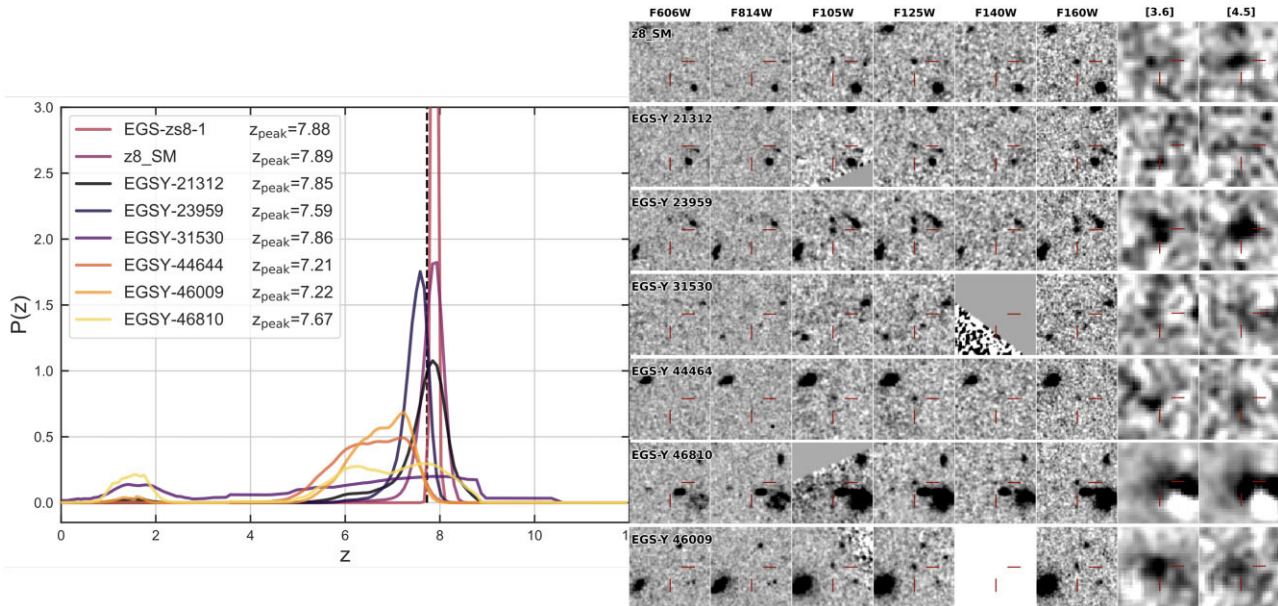 F606W F814W F105W F125W F140W F160W [3.6] [4.5]
z8_SM
EGS-Y 21312
EGS-Y 23959
EGS-Y 31530
EGS-Y 44464
EGS-Y 46810
EGS-Y 46009
3.0
2.5
2.0
1.5
1.0
0.5
0.0
P(z)
EGS-zs8-1 zpeak=7.88
z8_SM zpeak=7.89
EGSY-21312 zpeak=7.85
EGSY-23959 zpeak=7.59
EGSY-31530 zpeak=7.86
EGSY-44644 zpeak=7.21
EGSY-46009 zpeak=7.22
EGSY-46810 zpeak=7.67
0 2 4 6 8 10 12
z